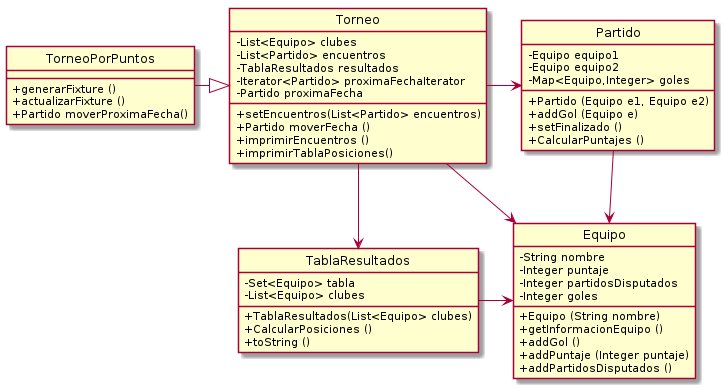 TorneoPorPuntos
+generarFixture ()
+actualizarFixture ()
+Partido moverProximaFecha()
Torneo
-List<Equipo> clubes
-List<Partido> encuentros
-TablaResultados resultados
-Iterator<Partido> proximaFechaIterator
-Partido proximaFecha
+setEncuentros(List<Partido> encuentros)
+Partido moverFecha ()
+imprimirEncuentros ()
+imprimirTablaPosiciones()
Partido
-Equipo equipo1
-Equipo equipo2
-Map<Equipo,Integer> goles
+Partido (Equipo e1, Equipo e2)
+addGol (Equipo e)
+setFinalizado ()
+CalcularPuntajes ()
TablaResultados
-Set<Equipo> tabla
-List<Equipo> clubes
+TablaResultados(List<Equipo> clubes)
+CalcularPosiciones ()
+toString ()
Equipo
-String nombre
-Integer puntaje
-Integer partidosDisputados
-Integer goles
+Equipo (String nombre)
+getInformacionEquipo ()
+addGol ()
+addPuntaje (Integer puntaje)
+addPartidosDisputados ()